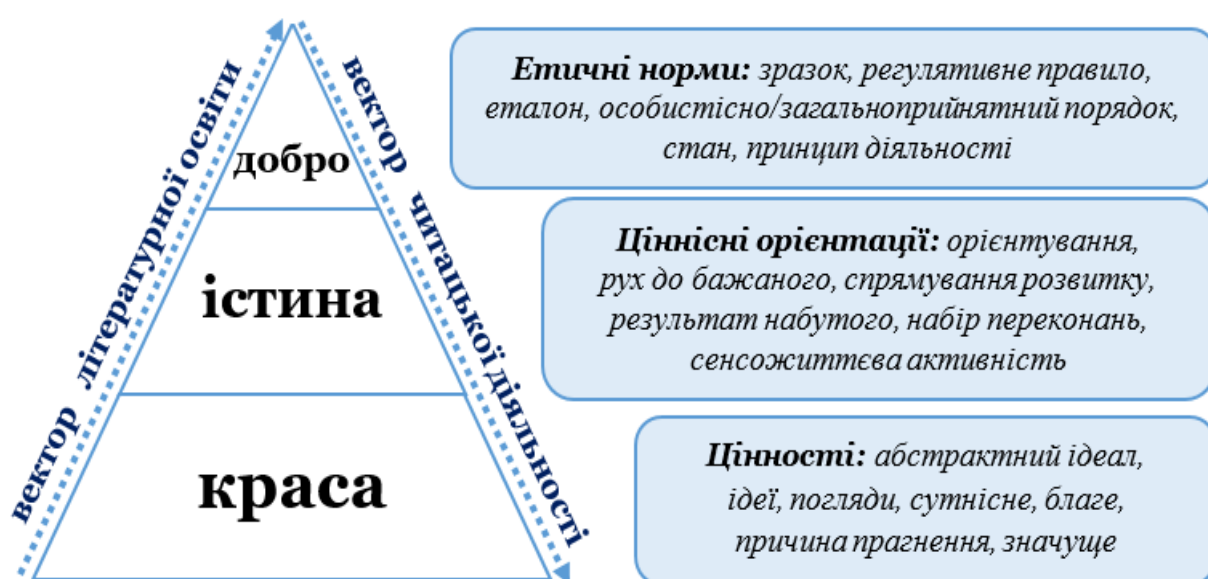 вектор літературної освіти
вектор читацької діяльності
добро
істина
краса
Етичні норми: зразок, регулятивне правило,
еталон, особистісно/загальноприйнятний порядок,
стан, принцип діяльності
Ціннісні орієнтації: орієнтування,
рух до бажаного, спрямування розвитку,
результат набутого, набір переконань,
сенсожиттєва активність
Цінності: абстрактний ідеал,
ідеї, погляди, сутнісне, благе,
причина прагнення, значуще